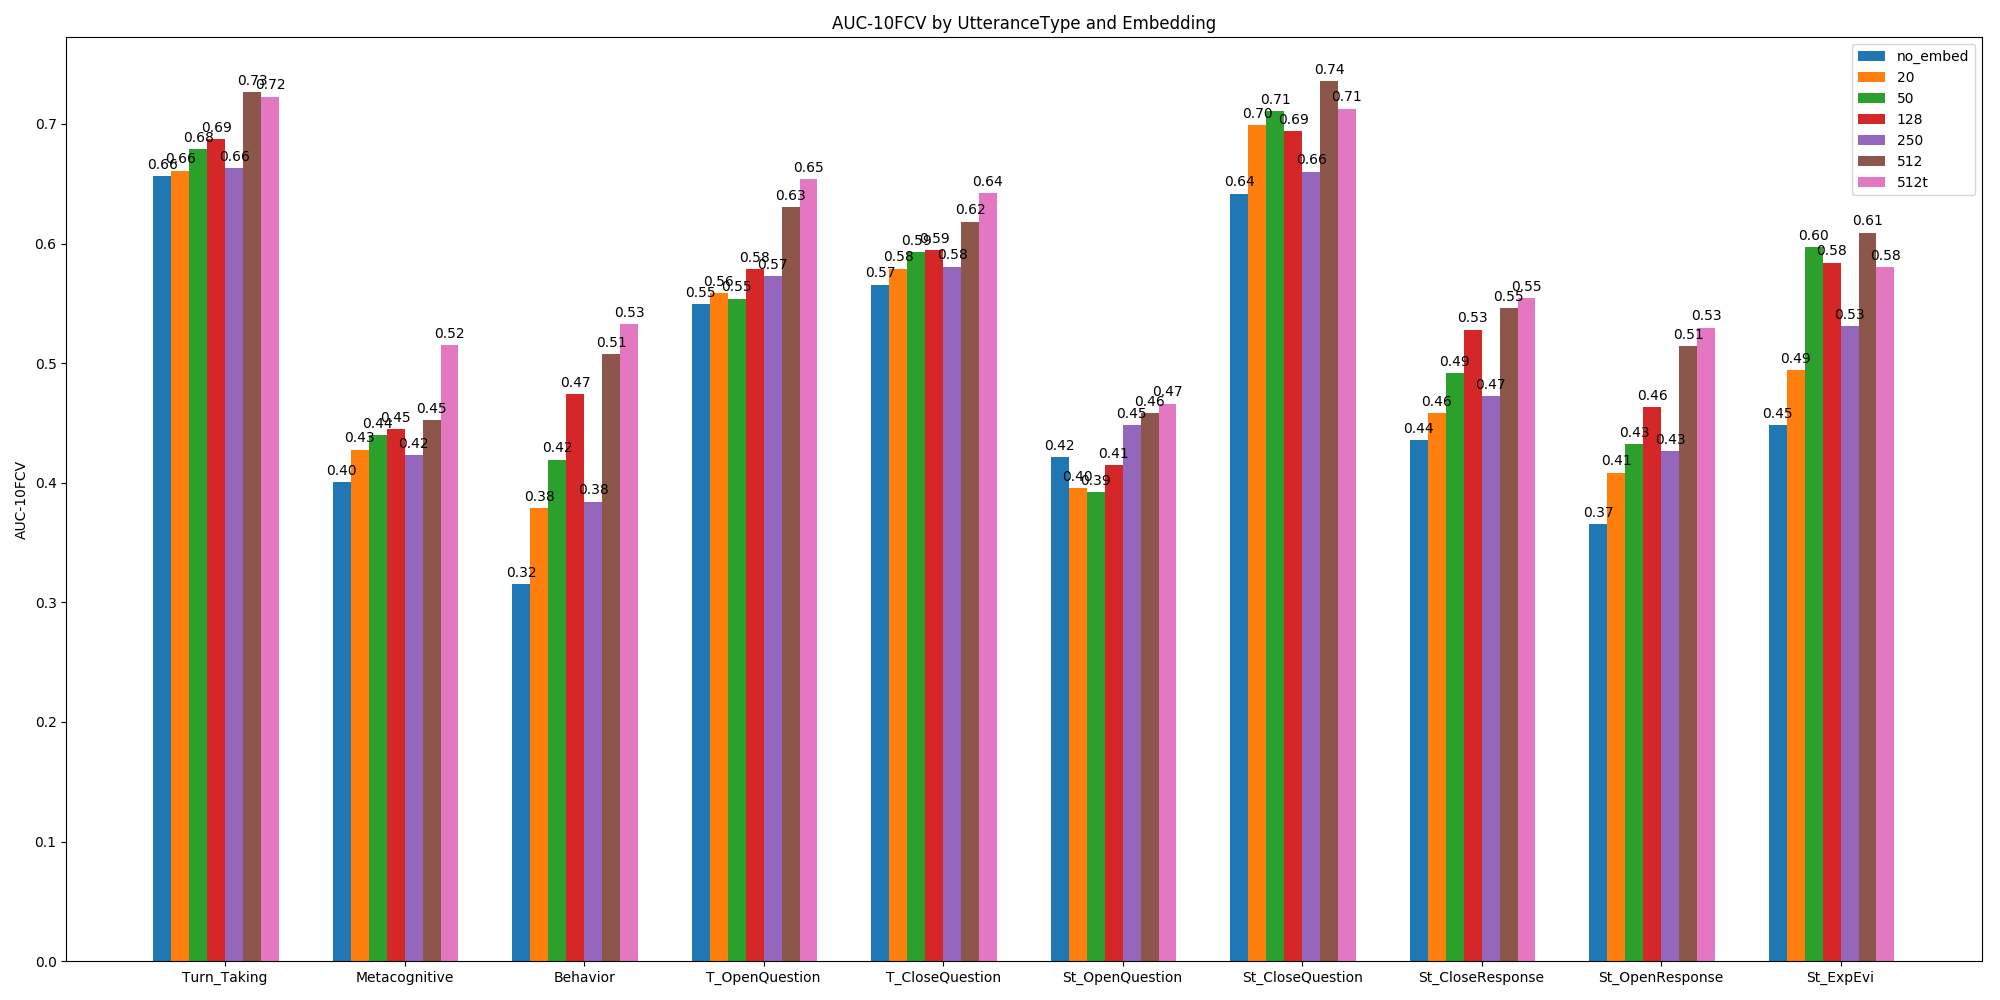 AUC-10FCV by UtteranceType and Embedding
no_embed
20
50
128
250
512
512t
AUC-10FCV
0.7
0.6
0.5
0.4
0.3
0.2
0.1
0.0
0.66 0.66 0.68 0.69 0.66 0.73 0.72
0.40 0.43 0.44 0.45 0.42 0.45 0.52
0.32 0.38 0.42 0.47 0.38 0.51 0.53
0.55 0.56 0.55 0.58 0.57 0.63 0.65
0.57 0.58 0.59 0.59 0.58 0.62 0.64
0.42 0.40 0.39 0.41 0.45 0.46 0.47
0.64 0.70 0.71 0.69 0.66 0.74 0.71
0.44 0.46 0.49 0.53 0.47 0.55 0.55
0.37 0.41 0.43 0.46 0.43 0.51 0.53
0.45 0.49 0.60 0.58 0.53 0.61 0.58
Turn_Taking Metacognitive Behavior T_OpenQuestion T_CloseQuestion St_OpenQuestion St_CloseQuestion St_CloseResponse St_OpenResponse St_ExpEvi